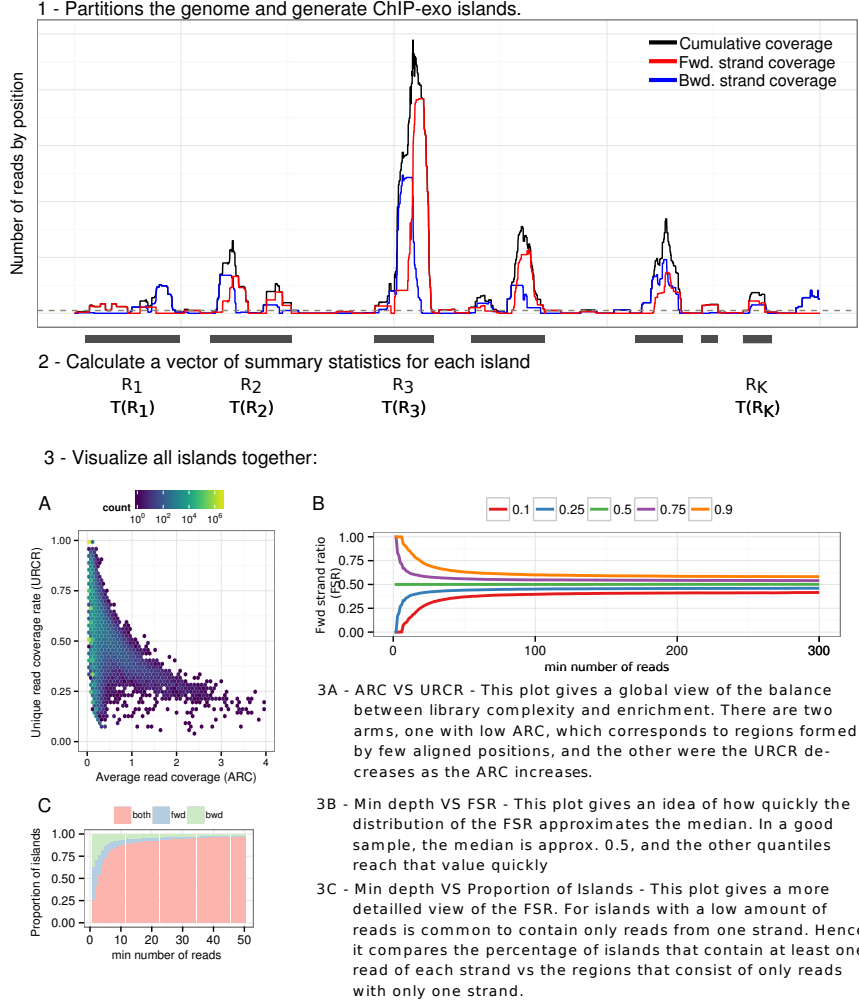 1 - Partitions the genome and generate ChIP-exo islands.
Number of reads by position
Cumulative coverage
Fwd. strand coverage
Bwd. strand coverage
2 - Calculate a vector of summary statistics for each island
R1 R2 R3 RK
T(R1) T(R2) T(R3) T(RK)
3 - Visualize all islands together:
A
count
10^0 10^2 10^4 10^6
Unique read coverage rate (URCR)
1.00
0.75
0.50
0.25
0.00
0 1 2 3 4
Average read coverage (ARC)
B
0.1 0.25 0.5 0.75 0.9
Fwd strand ratio
(FSR)
1.00
0.75
0.50
0.25
0.00
0 100 200 300
min number of reads
3A - ARC VS URCR - This plot gives a global view of the balance
between library complexity and enrichment. There are two
arms, one with low ARC, which corresponds to regions formed
by few aligned positions, and the other were the URCR de-
creases as the ARC increases.
C
both fwd bwd
Proportion of islands
1.00
0.75
0.50
0.25
0.00
0 10 20 30 40 50
min number of reads
3B - Min depth VS FSR - This plot gives an idea of how quickly the
distribution of the FSR approximates the median. In a good
sample, the median is approx. 0.5, and the other quantiles
reach that value quickly
3C - Min depth VS Proportion of Islands - This plot gives a more
detailled view of the FSR. For islands with a low amount of
reads is common to contain only reads from one strand. Hence
it compares the percentage of islands that contain at least one
read of each strand vs the regions that consist of only reads
with only one strand.